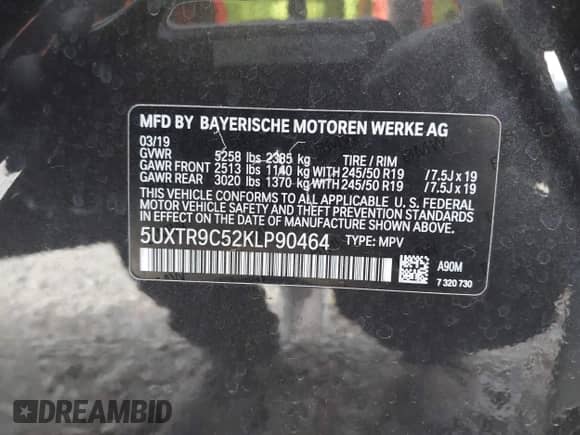 MFD BY BAYERISCHE MOTOREN WERKE AG
03/19
GVWR 5258 lbs 2385 kg TIRE / RIM
GAWR FRONT 2513 lbs 1140 kg WITH 245/50 R19 / 7.5J x 19
GAWR REAR 3020 lbs 1370 kg WITH 245/50 R19 / 7.5J x 19
THIS VEHICLE CONFORMS TO ALL APPLICABLE U. S. FEDERAL
MOTOR VEHICLE SAFETY, BUMPER,
AND THEFT PREVENTION STANDARDS IN EFFECT
ON THE DATE OF MANUFACTURE SHOWN ABOVE.
5UXTR9C52KLP90464 TYPE: MPV
A90M
7 320 730
DREAMBID